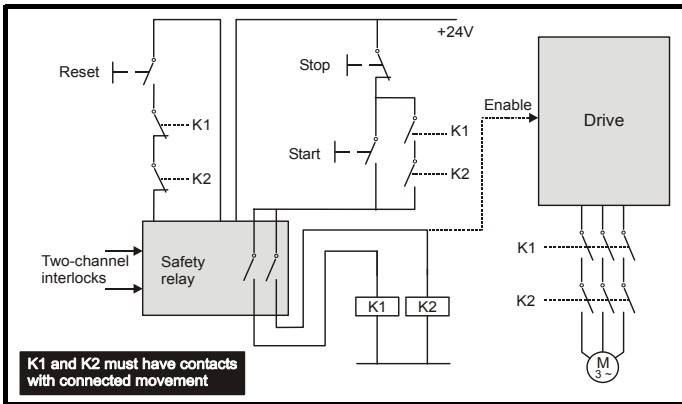 +24V
Reset
Stop
Enable
Drive
K1
K1
Start
K2
K2
K1
Two-channel
interlocks
Safety
relay
K1
K2
K2
M
3 ~
K1 and K2 must have contacts
with connected movement